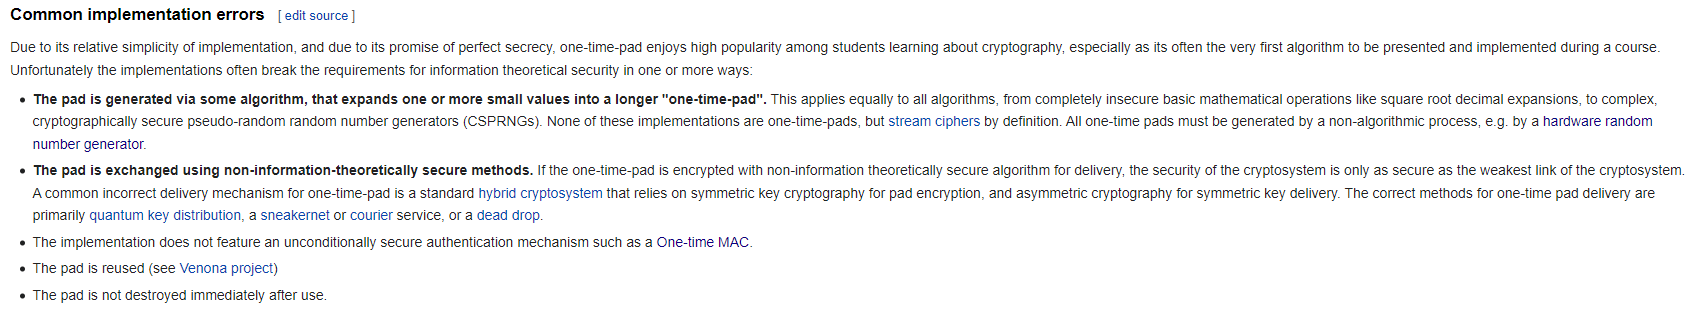 Common implementation errors [ edit source ]
Due to its relative simplicity of implementation, and due to its promise of perfect secrecy, one-time-pad enjoys high popularity among students learning about cryptography, especially as its often the very first algorithm to be presented and implemented during a course.
Unfortunately the implementations often break the requirements for information theoretical security in one or more ways:
• The pad is generated via some algorithm, that expands one or more small values into a longer "one-time-pad". This applies equally to all algorithms, from completely insecure basic mathematical operations like square root decimal expansions, to complex,
cryptographically secure pseudo-random random number generators (CSPRNGs). None of these implementations are one-time-pads, but stream ciphers by definition. All one-time pads must be generated by a non-algorithmic process, e.g. by a hardware random
number generator.
• The pad is exchanged using non-information-theoretically secure methods. If the one-time-pad is encrypted with non-information theoretically secure algorithm for delivery, the security of the cryptosystem is only as secure as the weakest link of the cryptosystem.
A common incorrect delivery mechanism for one-time-pad is a standard hybrid cryptosystem that relies on symmetric key cryptography for pad encryption, and asymmetric cryptography for symmetric key delivery. The correct methods for one-time pad delivery are
primarily quantum key distribution, a sneakernet or courier service, or a dead drop.
• The implementation does not feature an unconditionally secure authentication mechanism such as a One-time MAC.
• The pad is reused (see Venona project)
• The pad is not destroyed immediately after use.